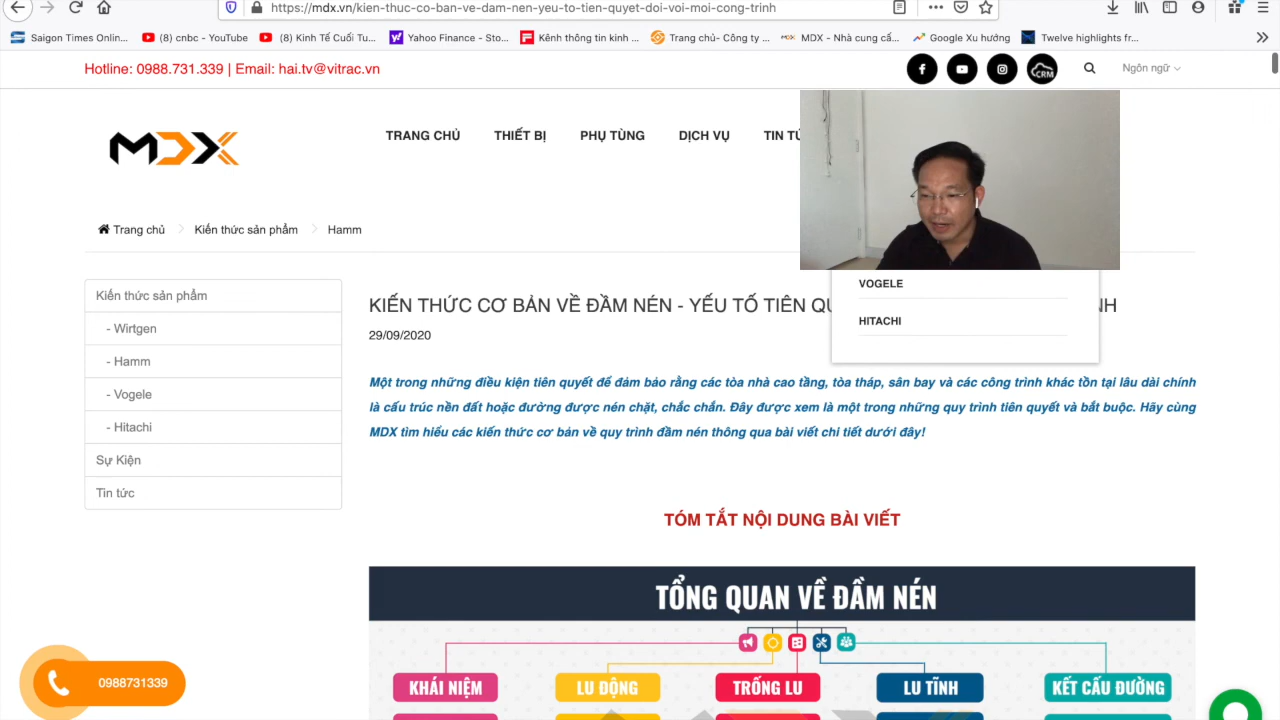 https://mdx.vn/kien-thuc-co-ban-ve-dam-nen-yeu-to-tien-quyet-doi-voi-moi-cong-trinh
Saigon Times Onlin... (8) cnbc - YouTube (8) Kinh Tế Cuối Tu... Yahoo Finance - Sto... Kênh thông tin kinh ... Trang chủ- Công ty ... MDX - Nhà cung cấ... Google Xu hướng Twelve highlights fr...
Hotline: 0988.731.339 | Email: hai.tv@vitrac.vn
CRM
Ngôn ngữ
MDX
TRANG CHỦ THIẾT BỊ PHỤ TÙNG DỊCH VỤ TIN
Trang chủ Kiến thức sản phẩm Hamm
VOGELE
HITACHI
Kiến thức sản phẩm
- Wirtgen
- Hamm
- Vogele
- Hitachi
Sự Kiện
Tin tức
KIẾN THỨC CƠ BẢN VỀ ĐẦM NÉN - YẾU TỐ TIÊN
29/09/2020
Một trong những điều kiện tiên quyết để đảm bảo rằng các tòa nhà cao tầng, tòa tháp, sân bay và các công trình khác tồn tại lâu dài chính
là cấu trúc nền đất hoặc đường được nén chặt, chắc chắn. Đây được xem là một trong những quy trình tiên quyết và bắt buộc. Hãy cùng
MDX tìm hiểu các kiến thức cơ bản về quy trình đầm nén thông qua bài viết chi tiết dưới đây!
TÓM TẮT NỘI DUNG BÀI VIẾT
TỔNG QUAN VỀ ĐẦM NÉN
KHÁI NIỆM LU ĐỘNG TRỐNG LU LU TĨNH KẾT CẤU ĐƯỜNG
0988731339